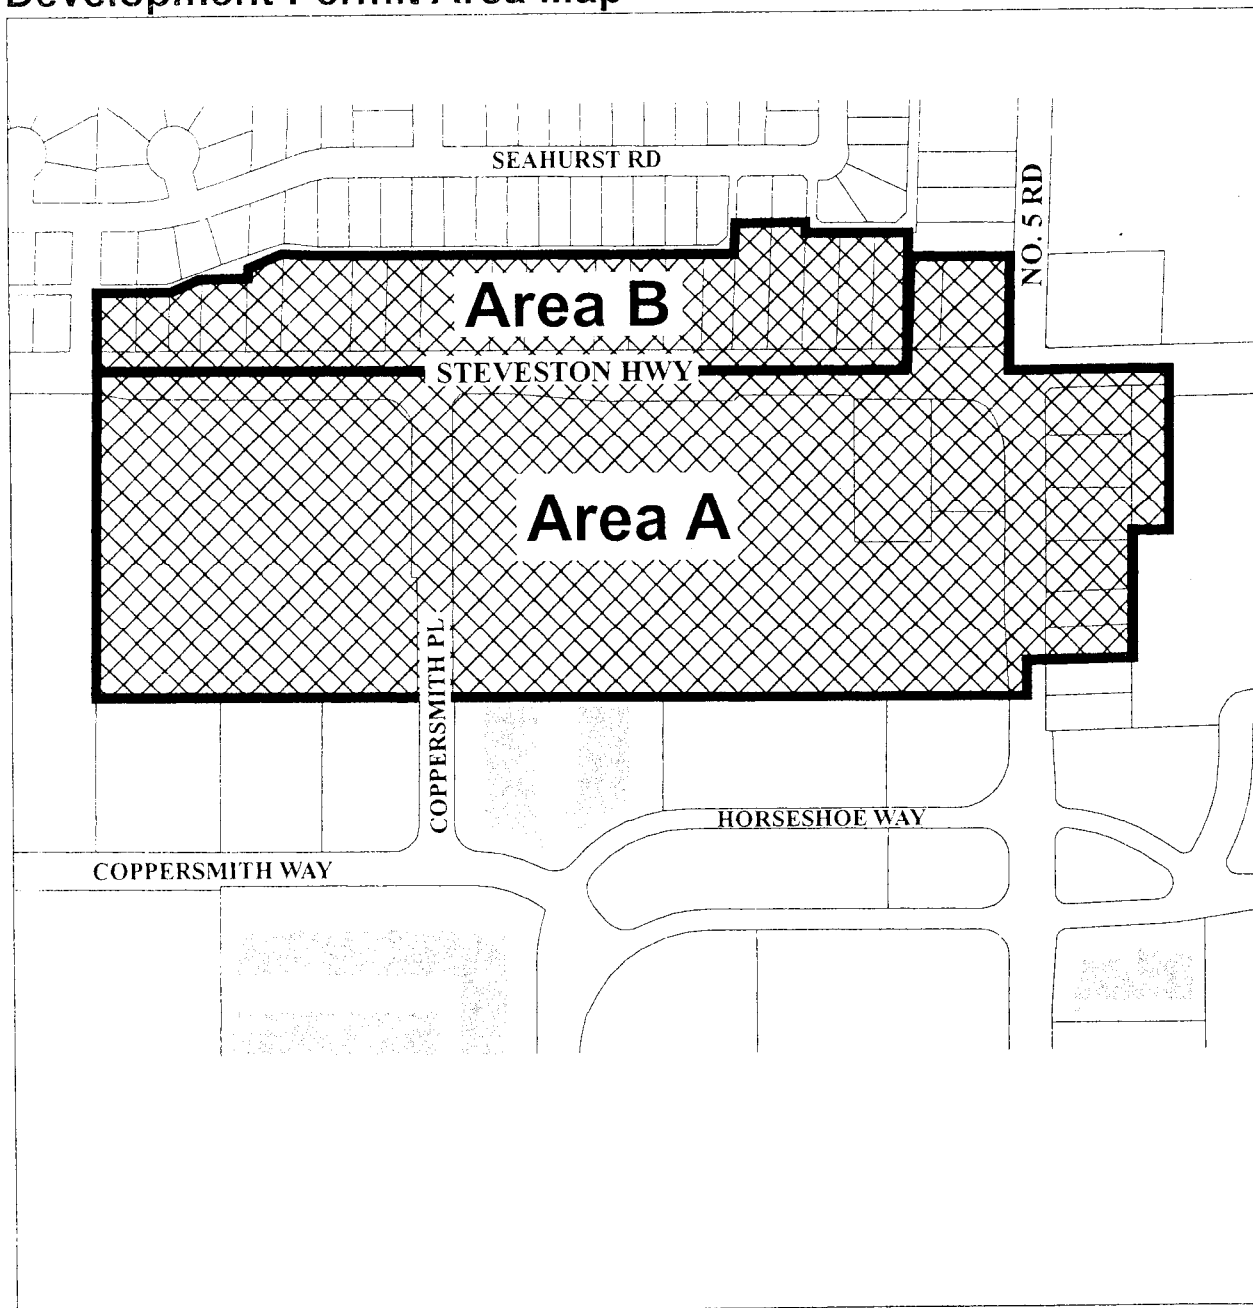 Development Permit Area Map
SEAHURST RD
NO. 5 RD
Area B
STEVESTON HWY
Area A
COPPERSMITH PL
HORSESHOE WAY
COPPERSMITH WAY